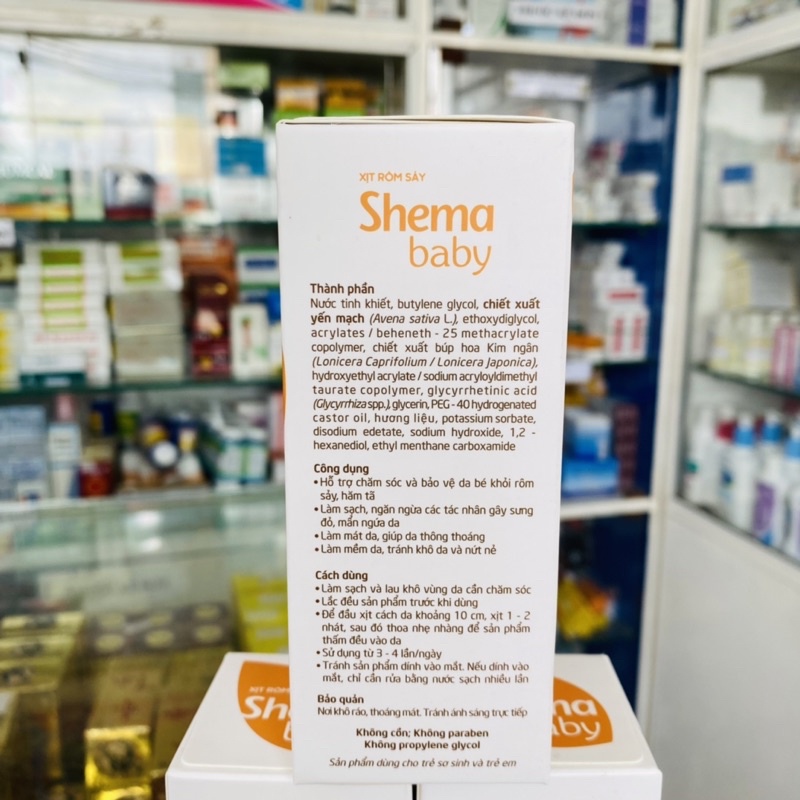 XỊT RÔM SẢY
Shema
baby
Thành phần
Nước tinh khiết, butylene glycol, chiết xuất
yến mạch (Avena sativa L.), ethoxydiglycol,
acrylates / beheneth - 25 methacrylate
copolymer, chiết xuất búp hoa Kim ngân
(Lonicera Caprifolium / Lonicera Japonica),
hydroxyethyl acrylate / sodium acryloyldimethyl
taurate copolymer, glycyrrhetinic acid
(Glycyrrhiza spp.), glycerin, PEG - 40 hydrogenated
castor oil, hương liệu, potassium sorbate,
disodium edetate, sodium hydroxide, 1,2 -
hexanediol, ethyl menthane carboxamide
Công dụng
• Hỗ trợ chăm sóc và bảo vệ da bé khỏi rôm
sảy, hăm tã
• Làm sạch, ngăn ngừa các tác nhân gây sưng
đỏ, mẩn ngứa da
• Làm mát da, giúp da thông thoáng
• Làm mềm da, tránh khô da và nứt nẻ
Cách dùng
• Làm sạch và lau khô vùng da cần chăm sóc
• Lắc đều sản phẩm trước khi dùng
• Để đầu xịt cách da khoảng 10 cm, xịt 1 - 2
nhát, sau đó thoa nhẹ nhàng để sản phẩm
thấm đều vào da
• Sử dụng từ 3 - 4 lần/ngày
• Tránh sản phẩm dính vào mắt. Nếu dính vào
mắt, chỉ cần rửa bằng nước sạch nhiều lần
Bảo quản
Nơi khô ráo, thoáng mát. Tránh ánh sáng trực tiếp
Không cồn; Không paraben
Không propylene glycol
Sản phẩm dùng cho trẻ sơ sinh và trẻ em
XỊT RÔM
Sh
b
ma
baby